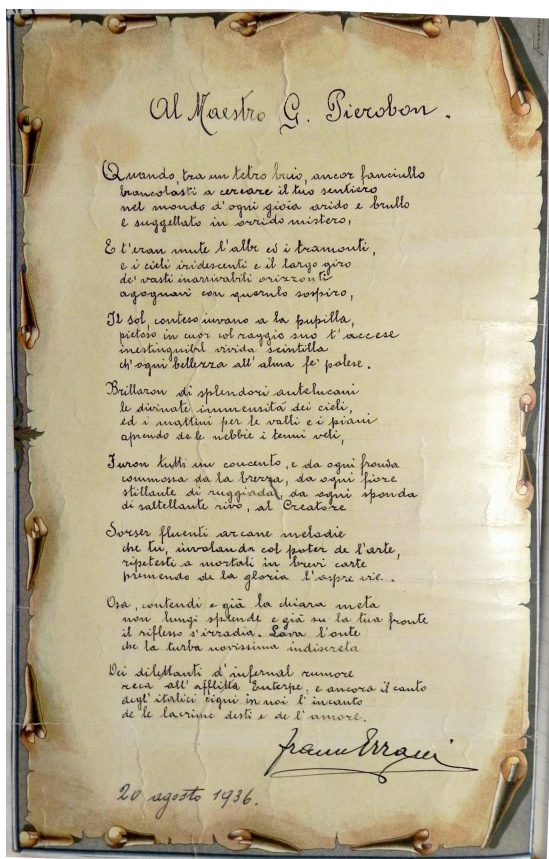 Al Maestro G. Pierobon.
Quando, tra un tetro buio, ancor fanciullo
brancolasti a cercare il tuo sentiero
nel mondo d'ogni gioia arido e brullo
e suggellato in orrido mistero,
E t'eran mute l'albe ed i tramonti,
e i cieli iridescenti e il largo giro
de' vasti inarrivabili orizzonti
agognavi con querulo sospiro,
Il sol, conteso invano a la pupilla,
pietoso in cuor col raggio suo t'accese
inestinguibil vivida scintilla
ch'ogni bellezza all'alma fe' palese.
Brillaron di splendori antelucani
le divinate immensità dei cieli,
ed i mattini per le valli e i piani
aprendo de le nebbie i tenui veli,
Furon tutti un concento, e da ogni fronda
commossa da la brezza, da ogni fiore
stillante di ruggiada, da ogni sponda
di saltellante rivo, al Creatore
Sorser fluenti arcane melodie
che tu, involando col poter de l'arte,
ripetesti a mortali in brevi carte
premendo de la gloria l'aspre vie.
Osa, contendi e già la chiara meta
non lungi splende e già su la tua fronte
il riflesso s'irradia. Lava l'onte
che la turba novissima indiscreta
Dei dilettanti d'infernal rumore
reca all'afflitta Euterpe, e ancora il canto
degl'italici cigni in noi l'incanto
de le lacrime desti e de l'amore.
20 agosto 1936.